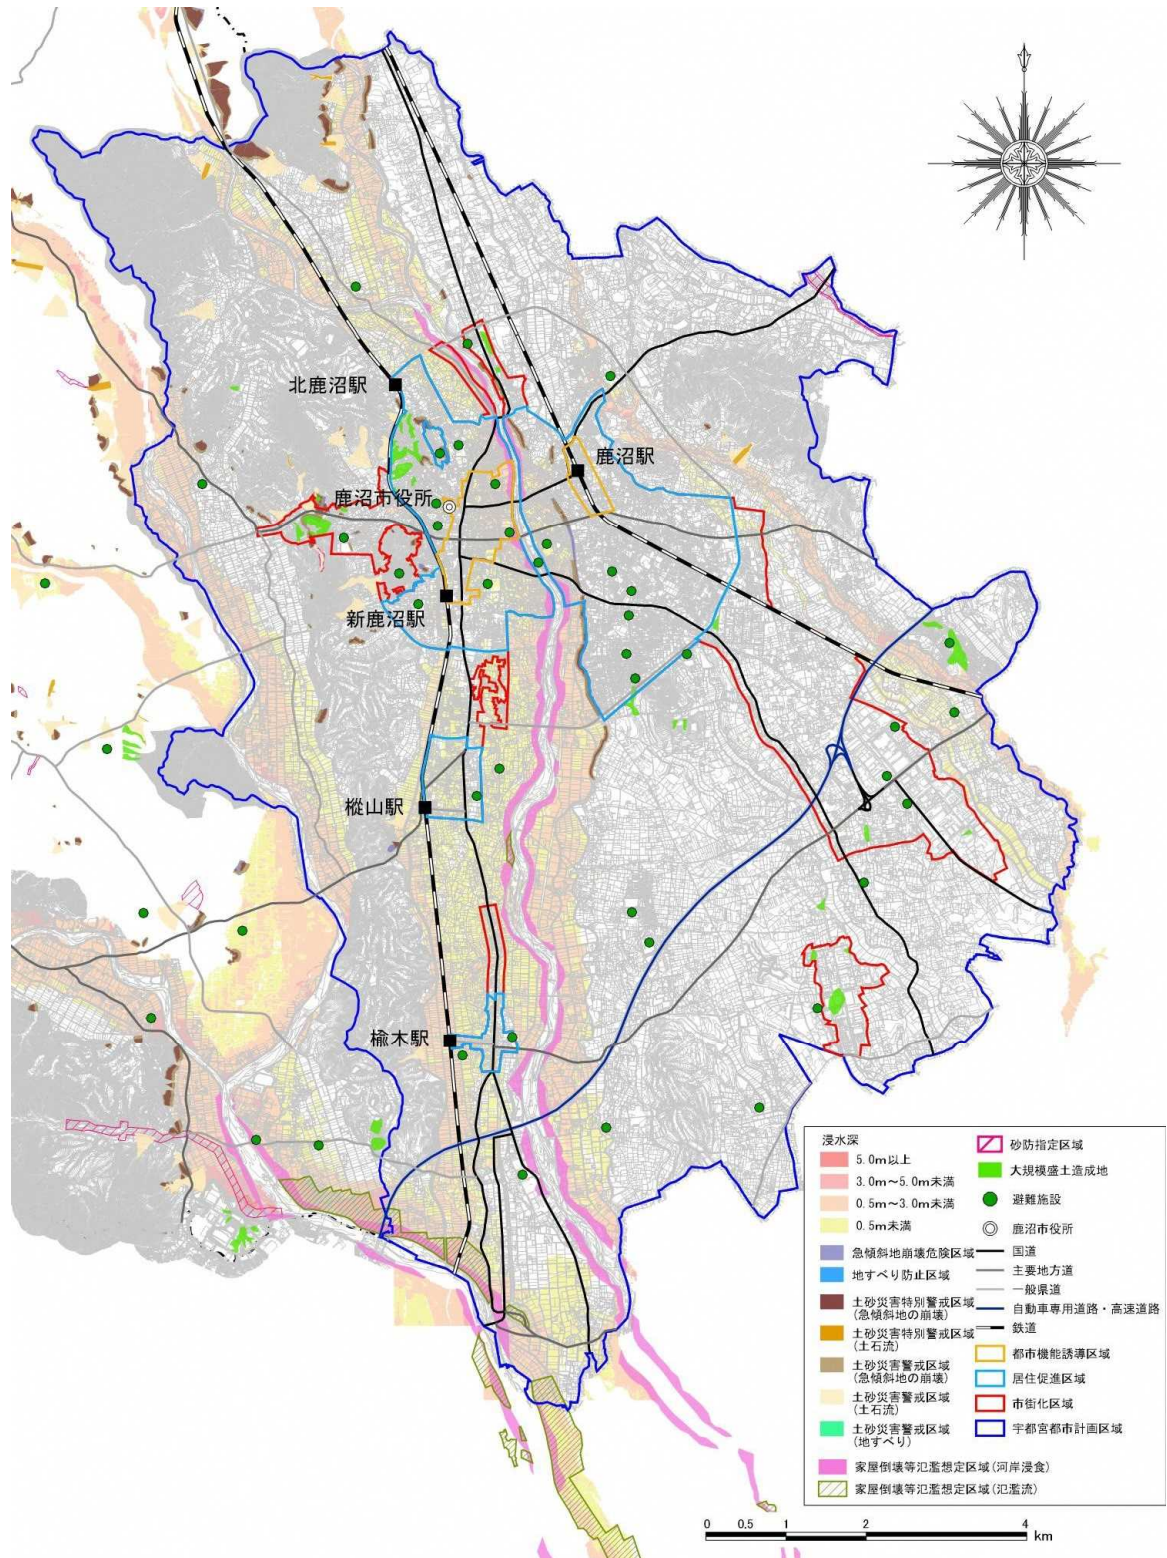 北鹿沼駅
鹿沼駅
鹿沼市役所
新鹿沼駅
樅山駅
楡木駅
浸水深
5.0m以上
3.0m～5.0m未満
0.5m～3.0m未満
0.5m未満
急傾斜地崩壊危険区域
地すべり防止区域
土砂災害特別警戒区域
(急傾斜地の崩壊)
土砂災害特別警戒区域
(土石流)
土砂災害警戒区域
(急傾斜地の崩壊)
土砂災害警戒区域
(土石流)
土砂災害警戒区域
(地すべり)
家屋倒壊等氾濫想定区域(河岸浸食)
家屋倒壊等氾濫想定区域(氾濫流)
砂防指定区域
大規模盛土造成地
避難施設
鹿沼市役所
国道
主要地方道
一般県道
自動車専用道路・高速道路
鉄道
都市機能誘導区域
居住促進区域
市街化区域
宇都宮都市計画区域
0 0.5 1 2 4
km